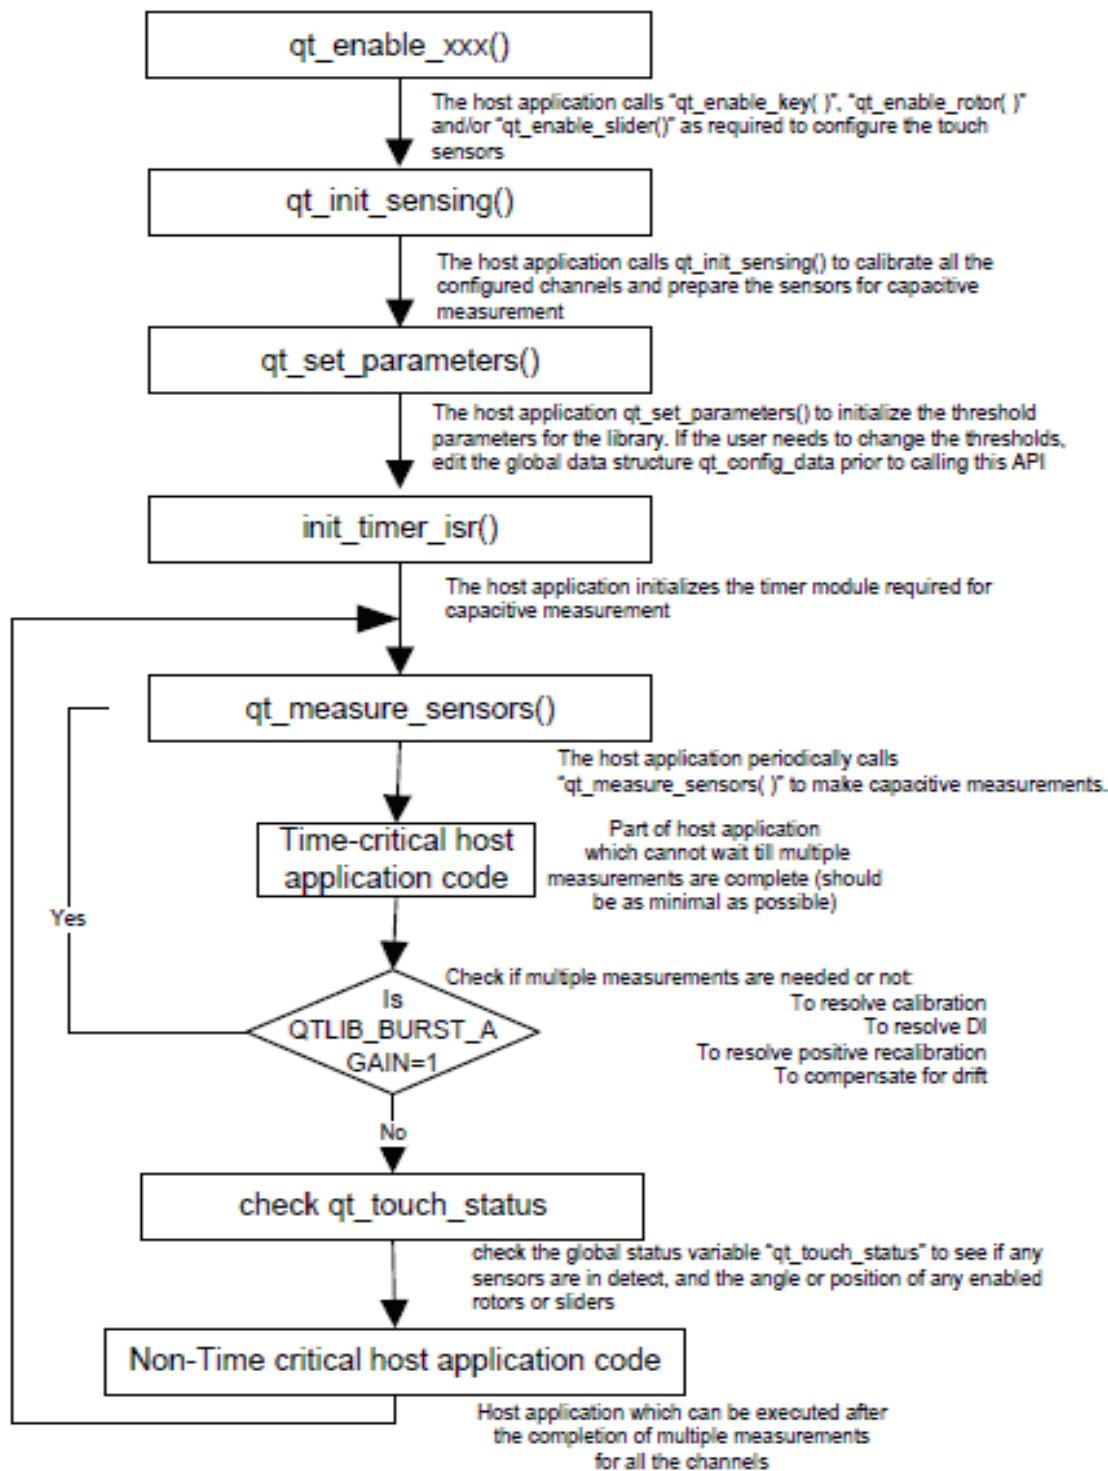 qt_enable_xxx()
The host application calls “qt_enable_key( )”, “qt_enable_rotor( )”
and/or “qt_enable_slider()” as required to configure the touch
sensors
qt_init_sensing()
The host application calls qt_init_sensing() to calibrate all the
configured channels and prepare the sensors for capacitive
measurement
qt_set_parameters()
The host application qt_set_parameters() to initialize the threshold
parameters for the library. If the user needs to change the thresholds,
edit the global data structure qt_config_data prior to calling this API
init_timer_isr()
The host application initializes the timer module required for
capacitive measurement
qt_measure_sensors()
The host application periodically calls
“qt_measure_sensors( )” to make capacitive measurements.
Time-critical host
application code
Part of host application
which cannot wait till multiple
measurements are complete (should
be as minimal as possible)
Yes
Is
QTLIB_BURST_A
GAIN=1
Check if multiple measurements are needed or not:
To resolve calibration
To resolve DI
To resolve positive recalibration
To compensate for drift
No
check qt_touch_status
check the global status variable “qt_touch_status” to see if any
sensors are in detect, and the angle or position of any enabled
rotors or sliders
Non-Time critical host application code
Host application which can be executed after
the completion of multiple measurements
for all the channels